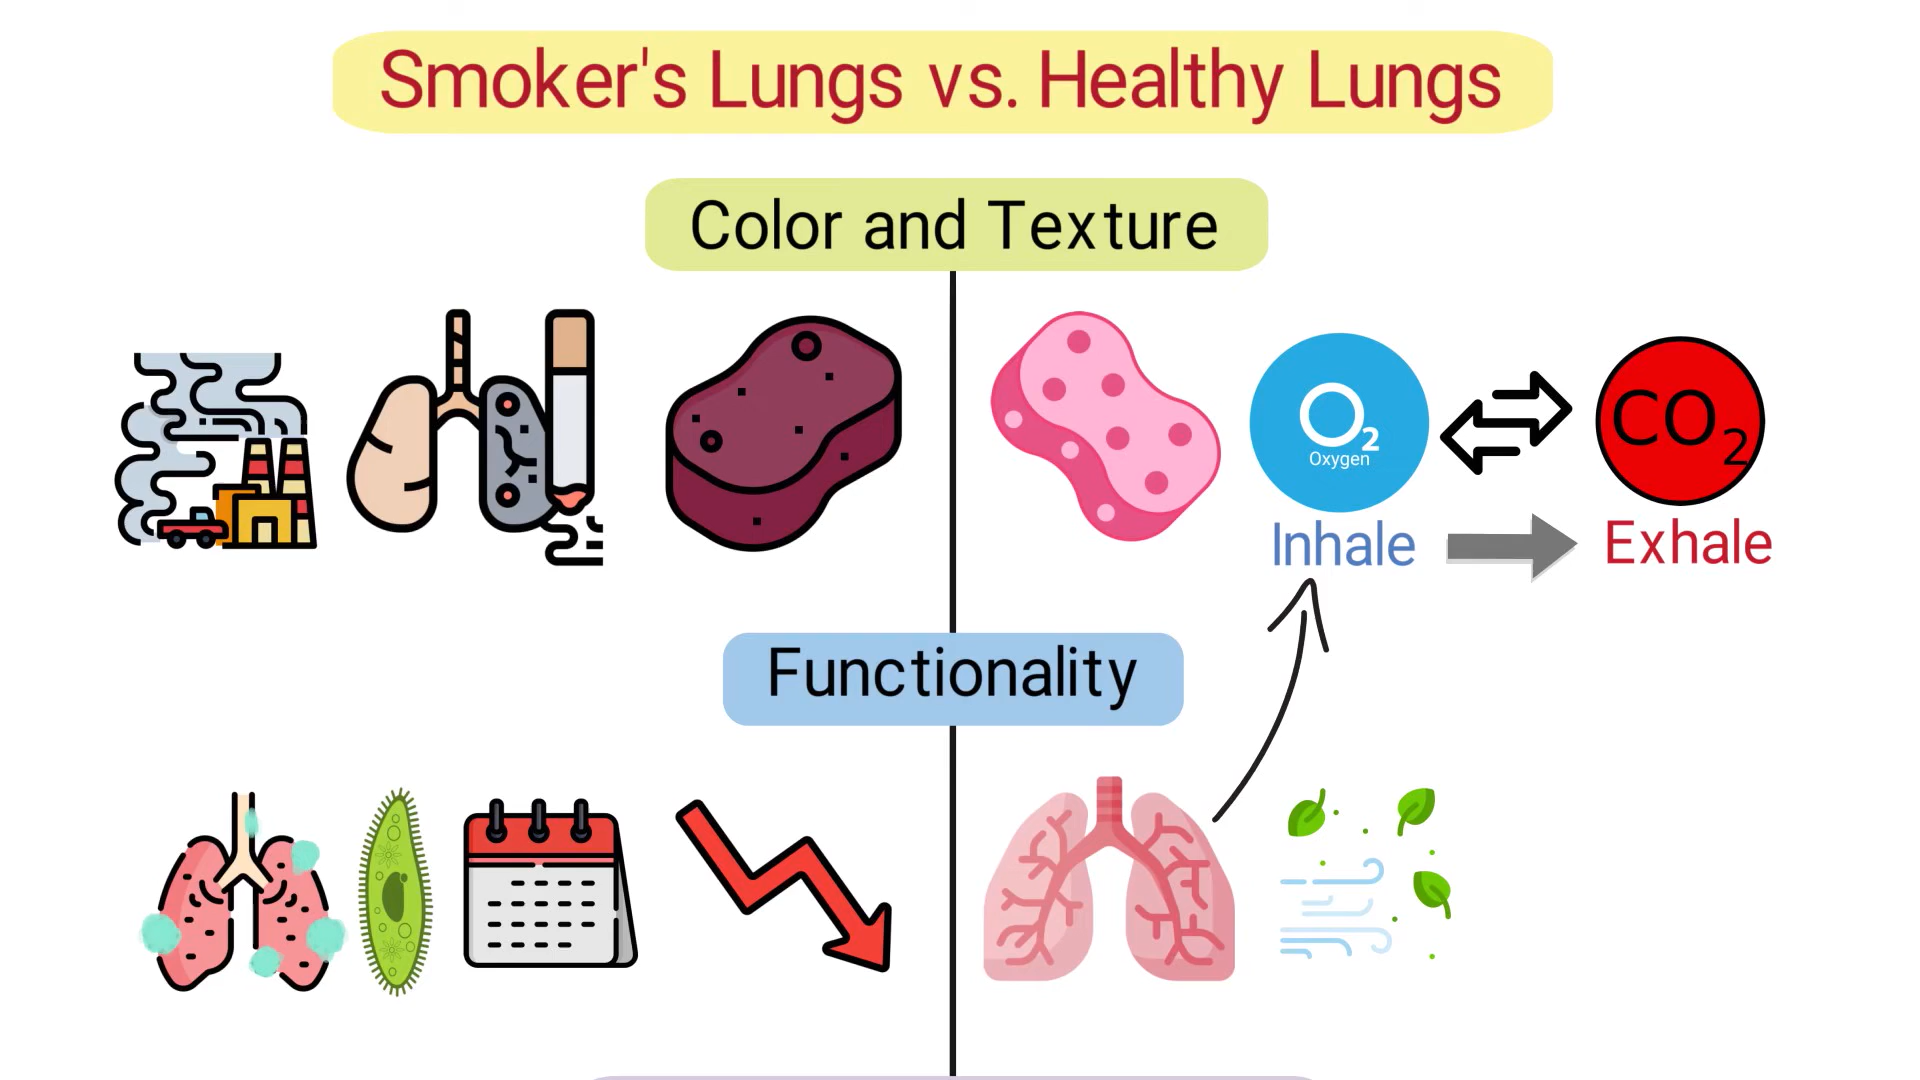 Smoker's Lungs vs. Healthy Lungs
Color and Texture
O2
Oxygen
CO2
Inhale
Exhale
Functionality